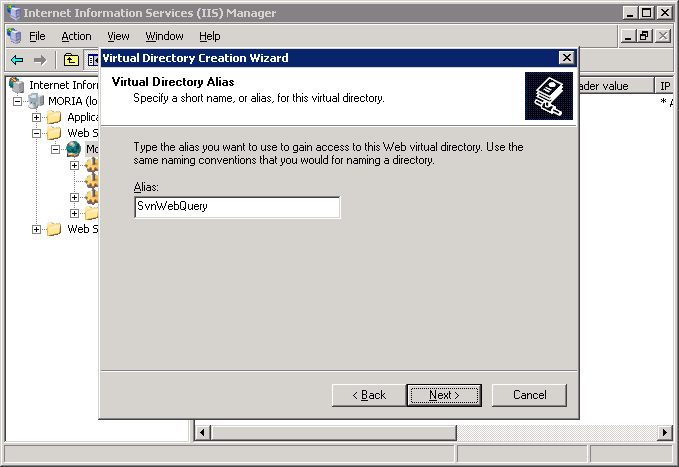 Internet Information Services (IIS) Manager
File Action View Window Help
Virtual Directory Creation Wizard
Virtual Directory Alias
Specify a short name, or alias, for this virtual directory.
Internet Infor
MORIA (lo
Applica
Web S
Mo
Web S
ader value IP
* A
Type the alias you want to use to gain access to this Web virtual directory. Use the
same naming conventions that you would for naming a directory.
Alias:
SvnWebQuery
< Back Next > Cancel